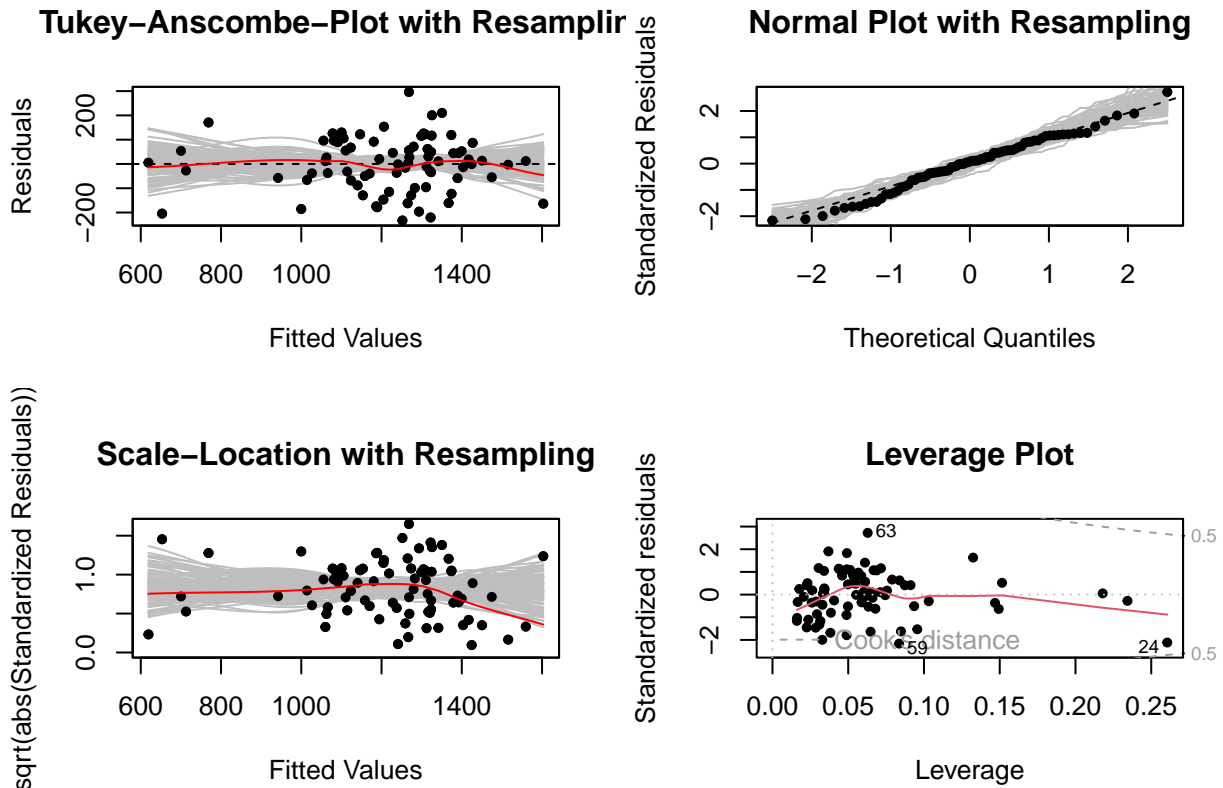 Tukey−Anscombe−Plot with Resamplin
Residuals
200
−200
600 1000 1400
Fitted Values
Normal Plot with Resampling
Standardized Residuals
2
0
−2
−2 −1 0 1 2
Theoretical Quantiles
Scale−Location with Resampling
sqrt(abs(Standardized Residuals))
1.0
0.0
600 1000 1400
Fitted Values
Leverage Plot
Standardized residuals
2
0
−2
63
0.5
Cook's distance
59
24
0.5
0.00 0.05 0.10 0.15 0.20 0.25
Leverage